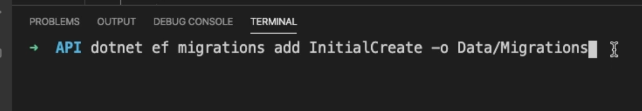 PROBLEMS OUTPUT DEBUG CONSOLE TERMINAL
→ API dotnet ef migrations add InitialCreate -o Data/Migrations